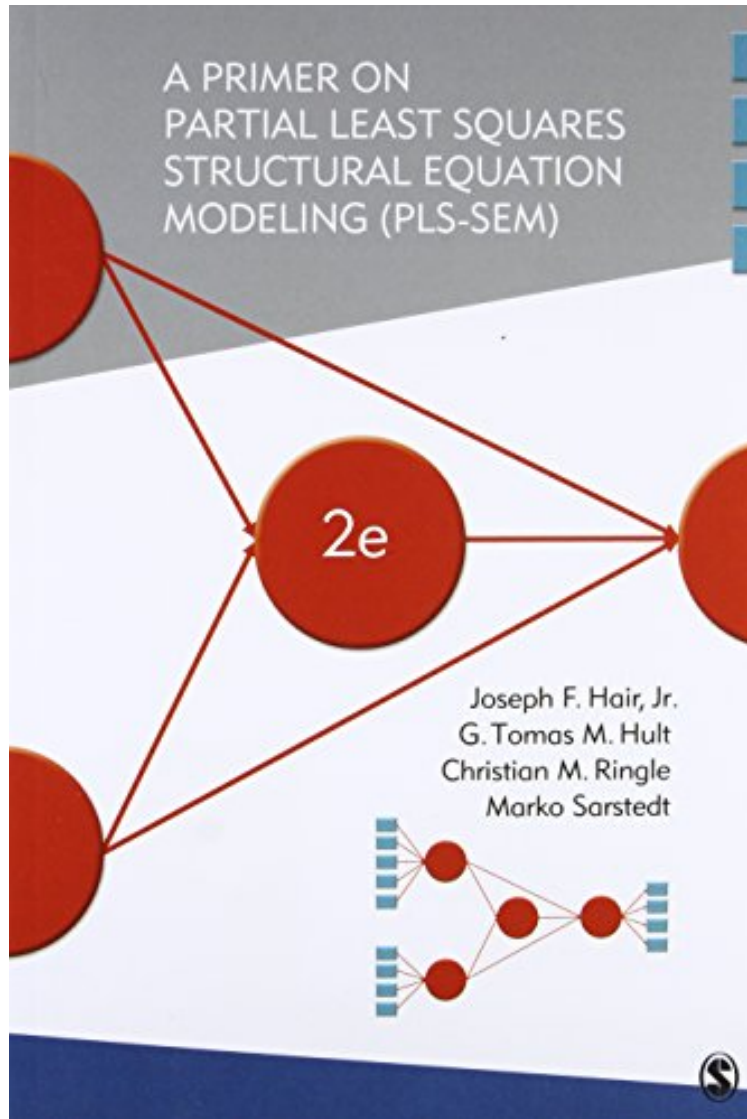 A PRIMER ON
PARTIAL LEAST SQUARES
STRUCTURAL EQUATION
MODELING (PLS-SEM)
2e
Joseph F. Hair, Jr.
G. Tomas M. Hult
Christian M. Ringle
Marko Sarstedt
S